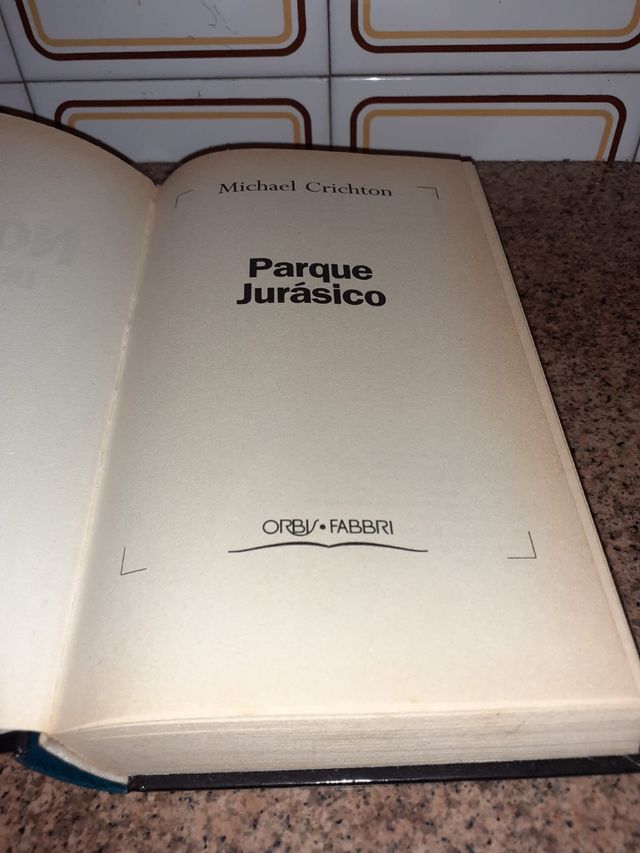 Michael Crichton
Parque
Jurásico
ORBIS • FABBRI